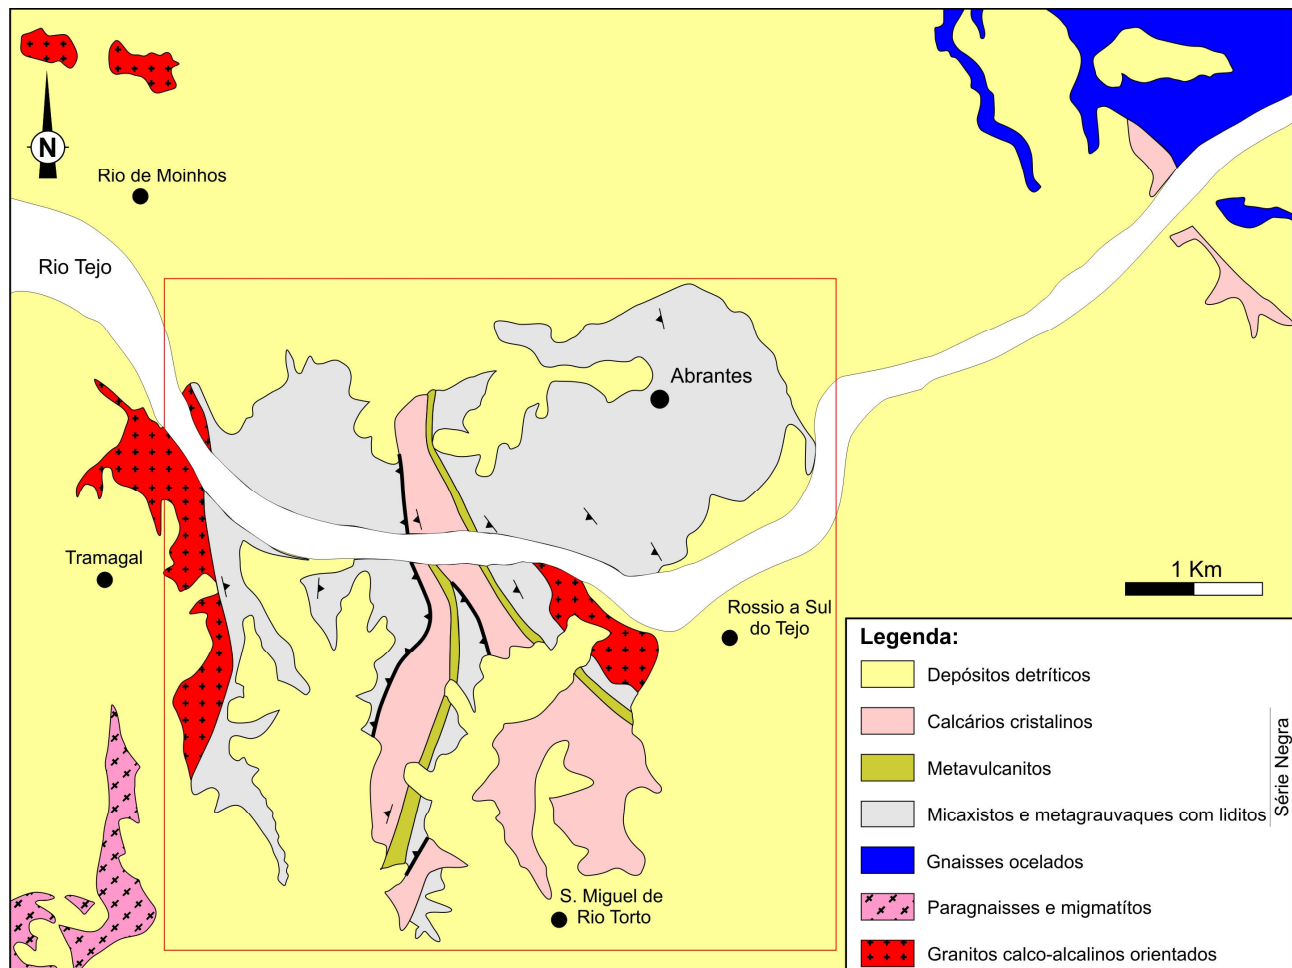 N
Rio de Moinhos
Rio Tejo
Abrantes
Tramagal
1 Km
Rossio a Sul
do Tejo
S. Miguel de
Rio Torto
Legenda:
Depósitos detríticos
Calcários cristalinos
Metavulcanitos
Micaxistos e metagrauvaques com liditos
Série Negra
Gnaisses ocelados
Paragnaisses e migmatítos
Granitos calco-alcalinos orientados